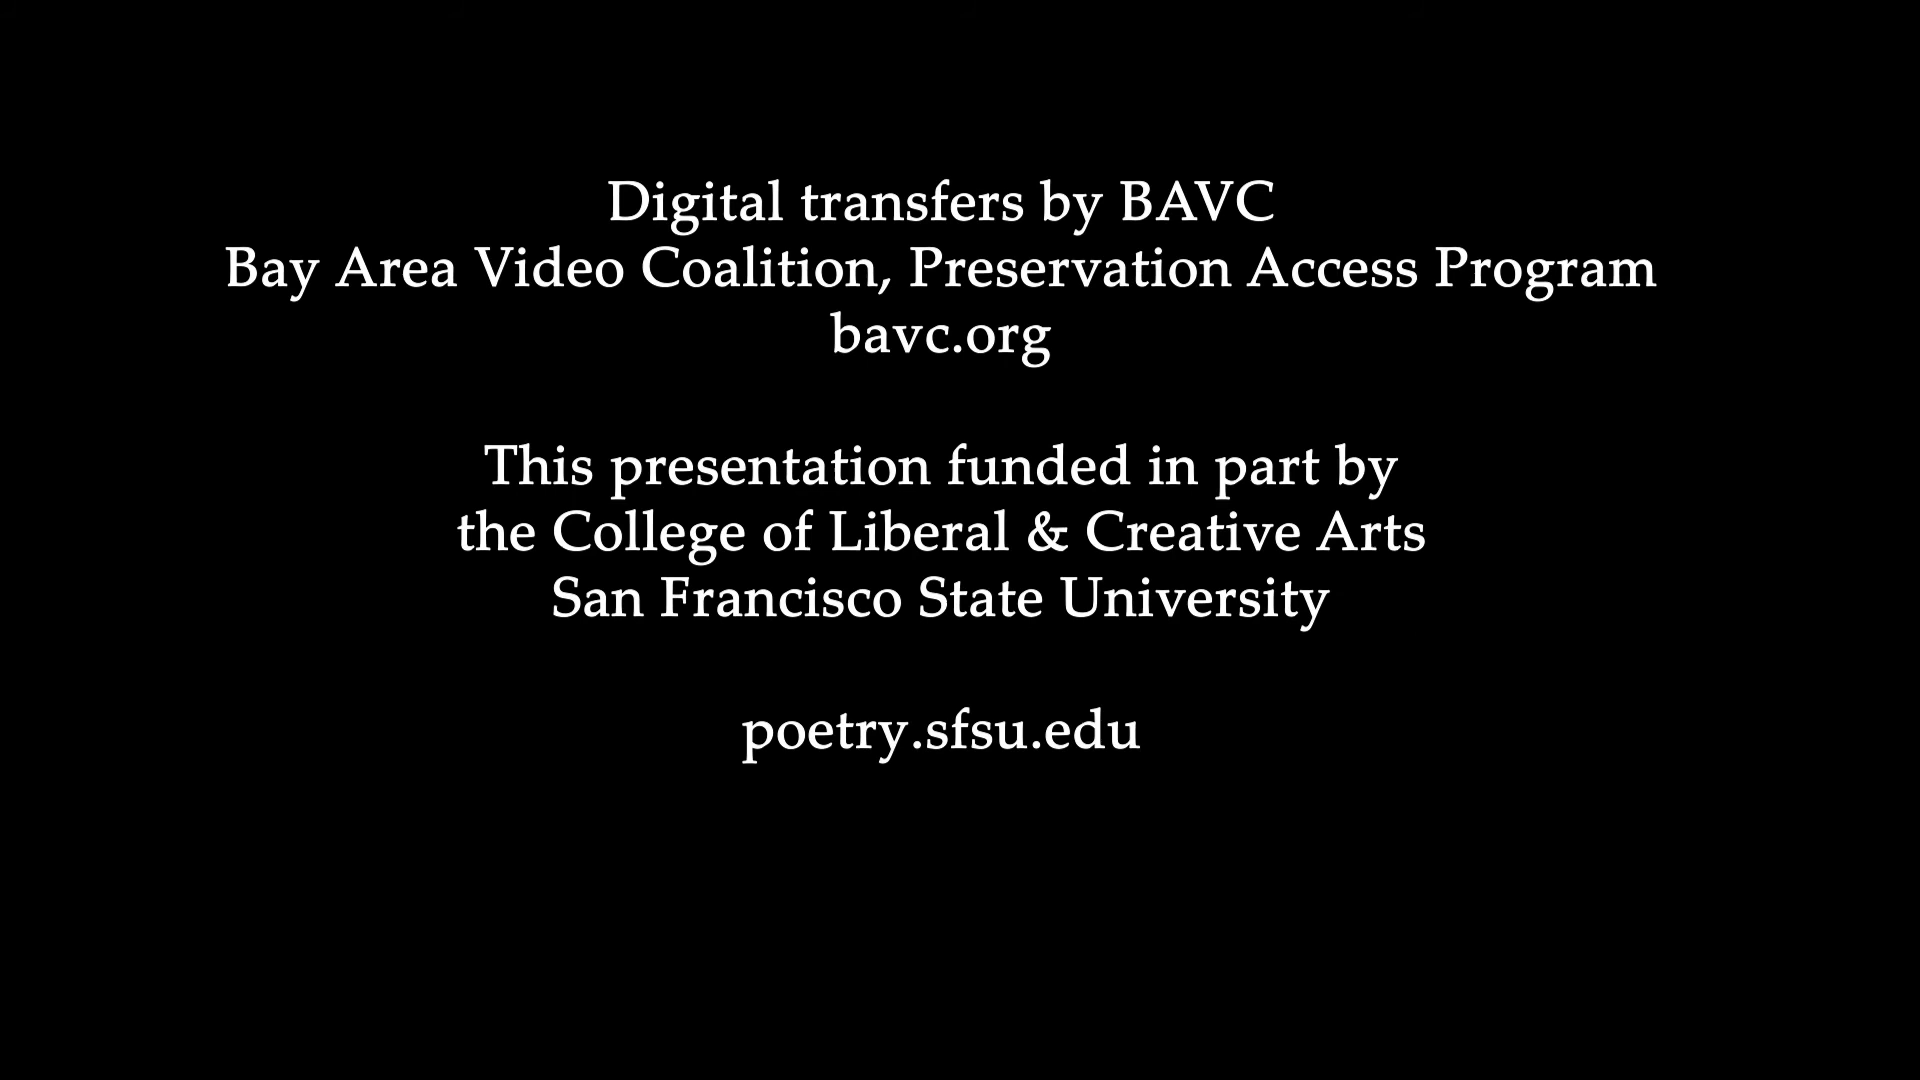 Digital transfers by BAVC
Bay Area Video Coalition, Preservation Access Program
bavc.org
This presentation funded in part by
the College of Liberal & Creative Arts
San Francisco State University
poetry.sfsu.edu